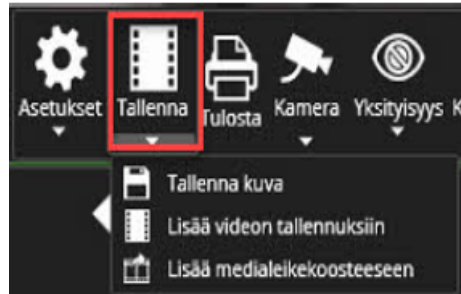 Asetukset Tallenna Tulosta Kamera Yksityisyys K
Tallenna kuva
Lisää videon tallennuksiin
Lisää medialeikekoosteeseen